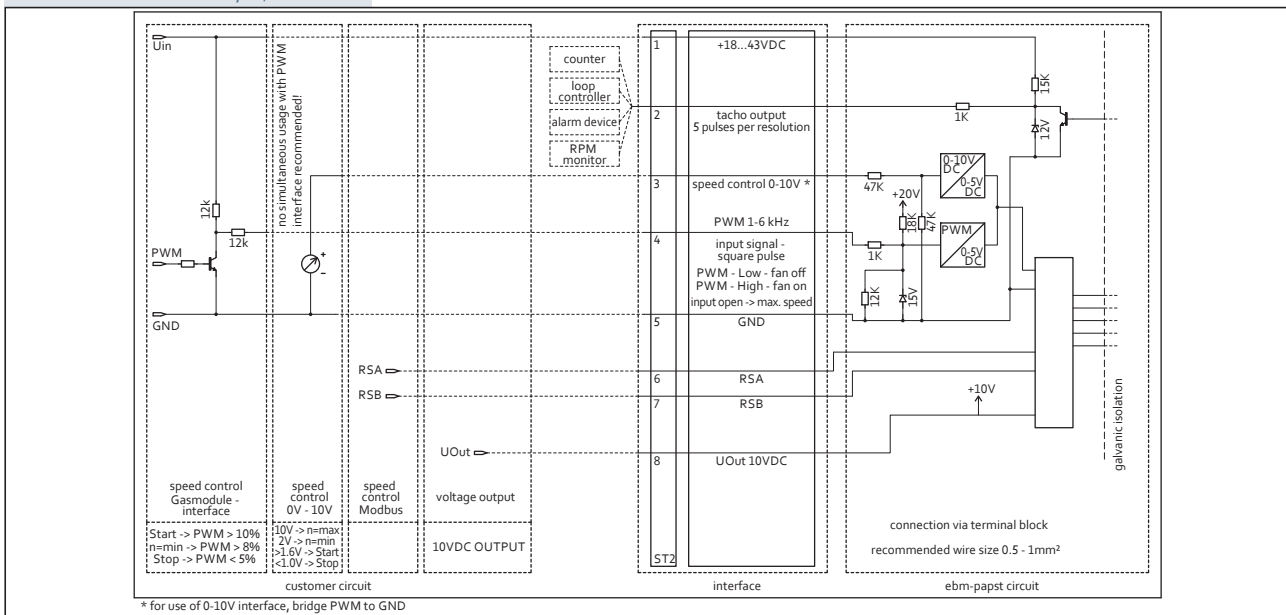 Uin
no simultaneous usage with PWM
interface recommended!
12k
12k
PWM
GND
+
−
RSA
RSB
UOut
counter
loop
controller
alarm device
RPM
monitor
1
+18...43VDC
2
tacho output
5 pulses per resolution
3
speed control 0-10V *
PWM 1-6 kHz
4
input signal -
square pulse
PWM - Low - fan off
PWM - High - fan on
input open -> max. speed
5
GND
6
RSA
7
RSB
8
UOut 10VDC
ST2
15K
1K
12V
47K
+20V
18K
47K
0-10V
DC
0-5V
DC
PWM
0-5V
DC
1K
12K
15V
+10V
galvanic isolation
connection via terminal block
recommended wire size 0.5 - 1mm²
speed control
Gasmodule -
interface
speed
control
0V - 10V
speed
control
Modbus
voltage output
Start -> PWM > 10%
n=min -> PWM > 8%
Stop -> PWM < 5%
10V -> n=max
2V -> n=min
>1.6V -> Start
<1.0V -> Stop
10VDC OUTPUT
customer circuit
interface
ebm-papst circuit
* for use of 0-10V interface, bridge PWM to GND